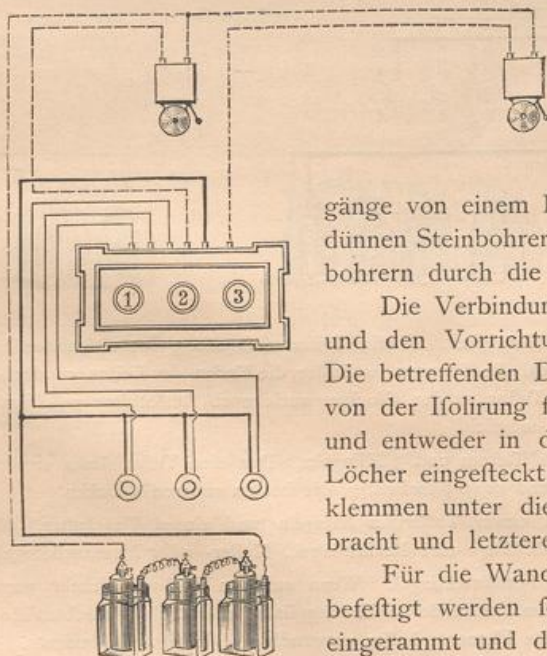 1 2 3
gänge von einem
dünnen Steinbohrer
bohrern durch die
Die Verbindun
und den Vorrichtu
Die betreffenden D
von der Iſolirung f
und entweder in d
Löcher eingeſteckt
klemmen unter die
bracht und letztere
Für die Wand
befeſtigt werden ſ
eingerammt und d